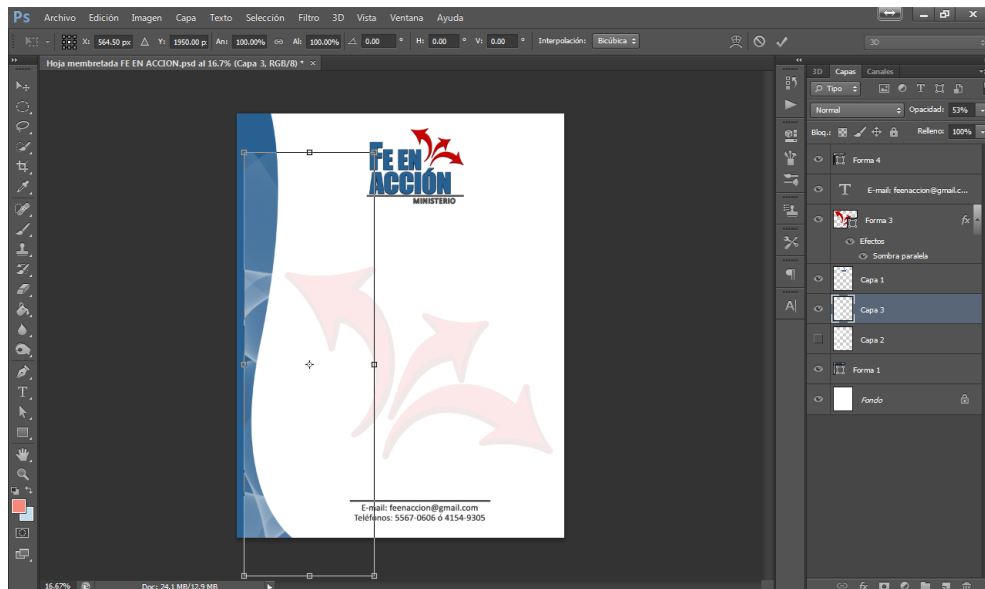 Ps Archivo Edición Imagen Capa Texto Selección Filtro 3D Vista Ventana Ayuda
X: 564.50 px Y: 1950.00 p: An: 100.00% Al: 100.00% 0.00 ° H: 0.00 ° V: 0.00 ° Interpolación: Bicúbica 3D
Hoja membretada FE EN ACCION.psd al 16.7% (Capa 3, RGB/8) * ×
3D Capas Canales
Tipo
Normal Opacidad: 53%
Bloq.: Relleno: 100%
Forma 4
T E-mail: feenaccion@gmail.c...
Forma 3 fx
Efectos
Sombra paralela
Capa 1
Capa 3
Capa 2
Forma 1
Fondo
FE EN
ACCIÓN
MINISTERIO
E-mail: feenaccion@gmail.com
Teléfonos: 5567-0606 ó 4154-9305
16.67% Doc: 24.1 MB/12.9 MB